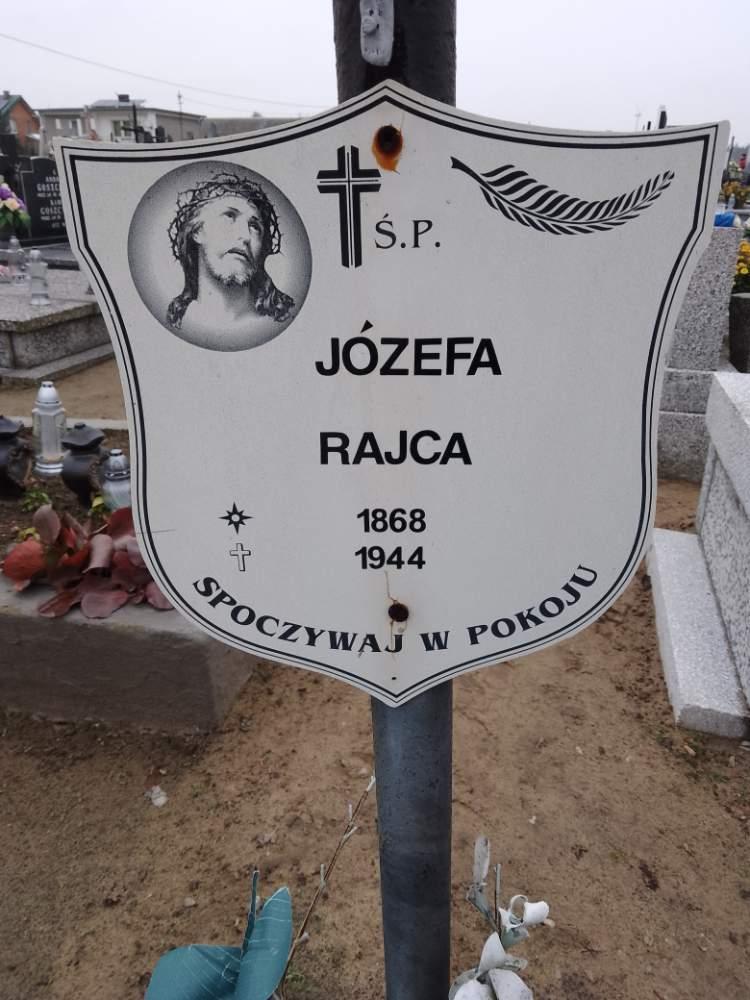 Ś.P.
JÓZEFA
RAJCA
1868
1944
SPOCZYWAJ W POKOJU